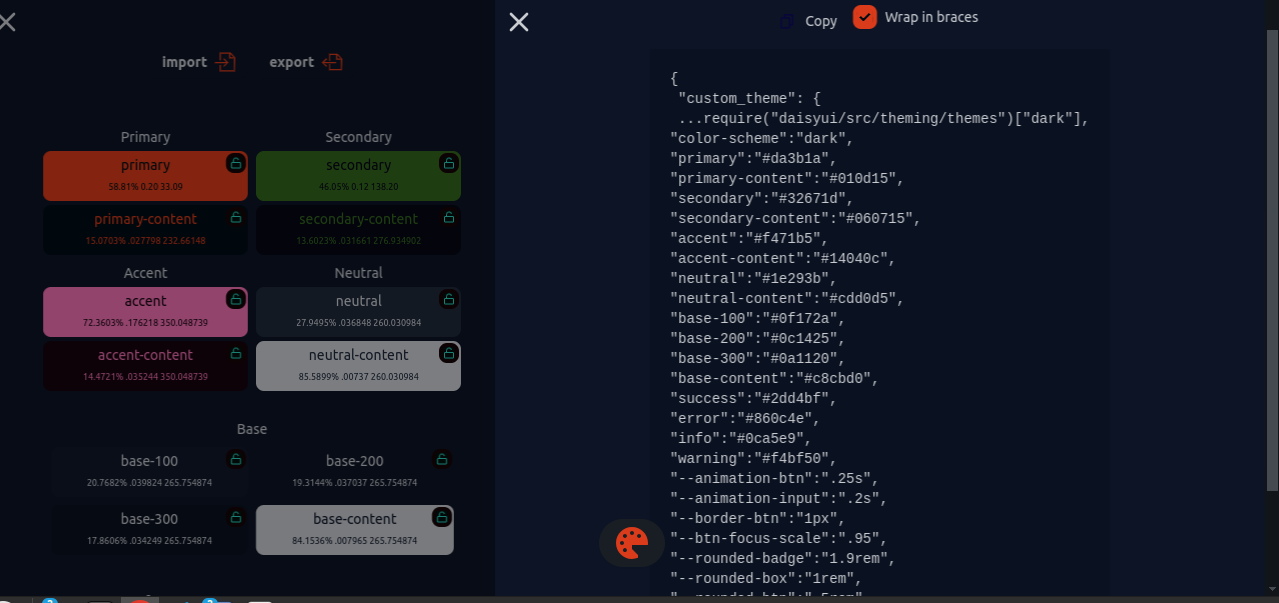 import export
Primary Secondary
primary secondary
58.81% 0.20 33.09 46.05% 0.12 138.20
primary-content secondary-content
15.0703% .027798 232.66148 13.6023% .031661 276.934902
Accent Neutral
accent neutral
72.3603% .176218 350.048739 27.9495% .036848 260.030984
accent-content neutral-content
14.4721% .035244 350.048739 85.5899% .00737 260.030984
Base
base-100 base-200
20.7682% .039824 265.754874 19.3144% .037037 265.754874
base-300 base-content
17.8606% .034249 265.754874 84.1536% .007965 265.754874
Copy Wrap in braces
{
"custom_theme": {
...require("daisyui/src/theming/themes")["dark"],
"color-scheme":"dark",
"primary":"#da3b1a",
"primary-content":"#010d15",
"secondary":"#32671d",
"secondary-content":"#060715",
"accent":"#f471b5",
"accent-content":"#14040c",
"neutral":"#1e293b",
"neutral-content":"#cdd0d5",
"base-100":"#0f172a",
"base-200":"#0c1425",
"base-300":"#0a1120",
"base-content":"#c8cbd0",
"success":"#2dd4bf",
"error":"#860c4e",
"info":"#0ca5e9",
"warning":"#f4bf50",
"--animation-btn":".25s",
"--animation-input":".2s",
"--border-btn":"1px",
"--btn-focus-scale":".95",
"--rounded-badge":"1.9rem",
"--rounded-box":"1rem",
"--rounded-btn":".5rem"